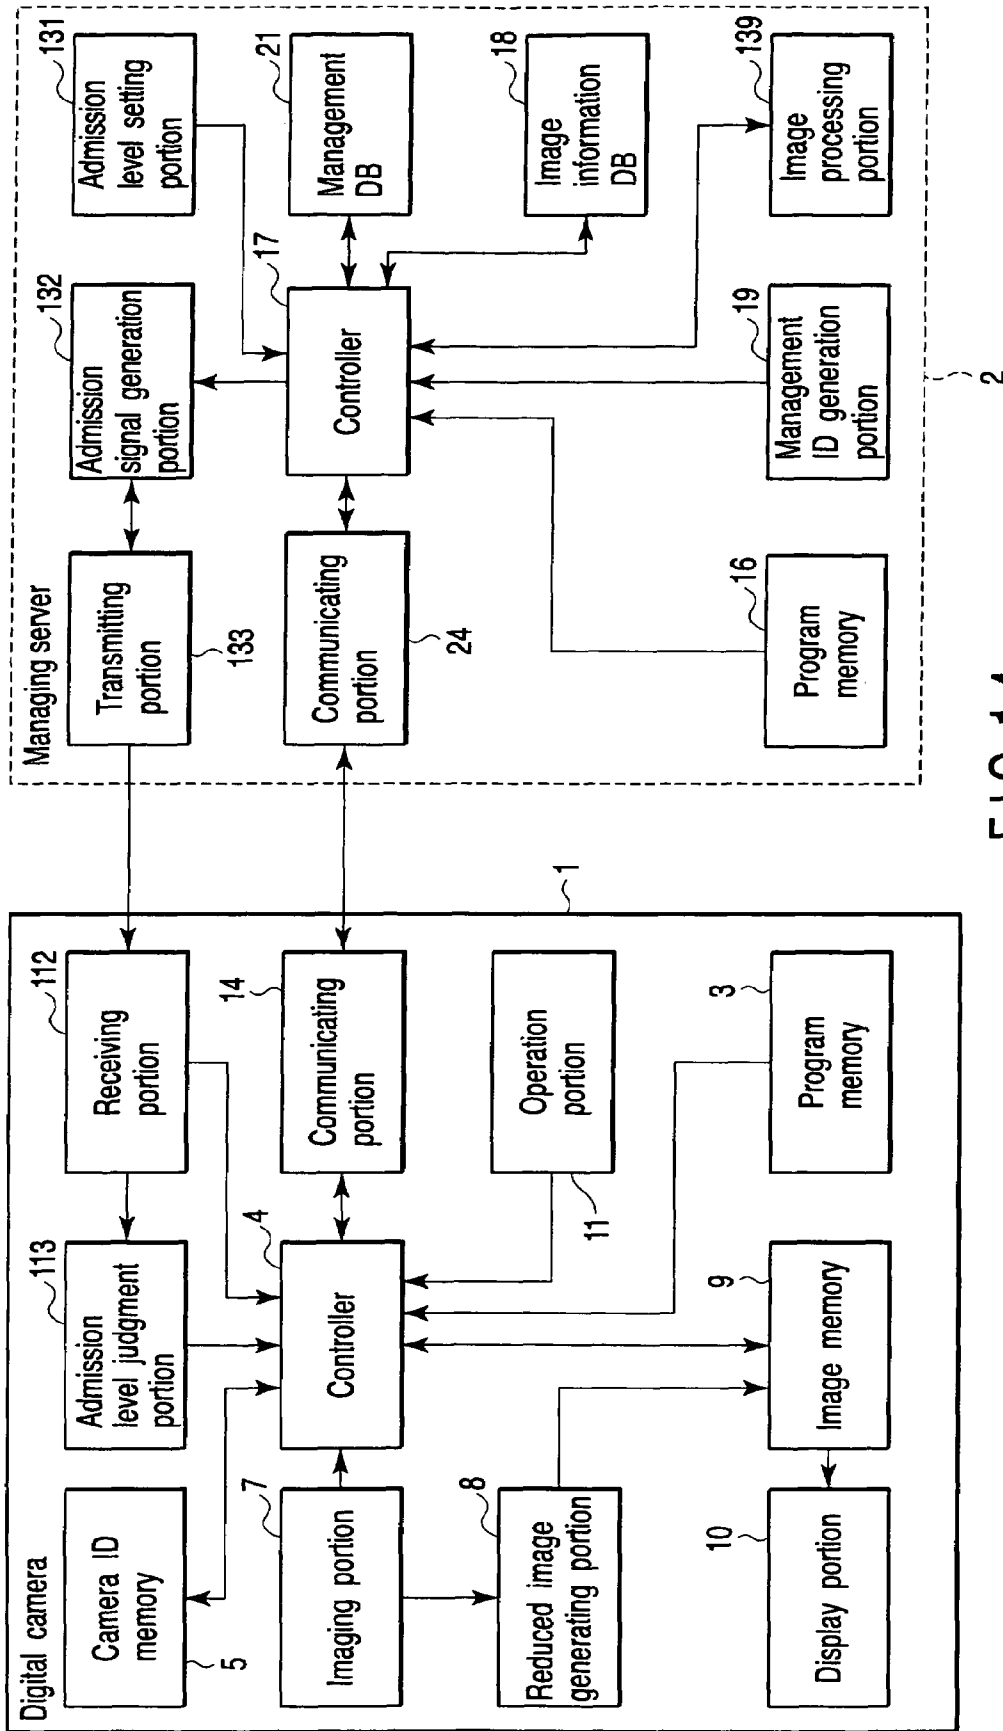 Digital camera
Camera ID
memory
5
Admission
level judgment
portion
113
Receiving
portion
112
Imaging portion
7
Controller
4
Communicating
portion
14
Reduced image
generating portion
8
Operation
portion
11
Display portion
10
Image memory
9
Program
memory
3
1
Managing server
Transmitting
portion
133
Admission
signal generation
portion
132
Admission
level setting
portion
131
Communicating
portion
24
Controller
17
Management
DB
21
Image
information
DB
18
Program
memory
16
Management
ID generation
portion
19
Image
processing
portion
139
2